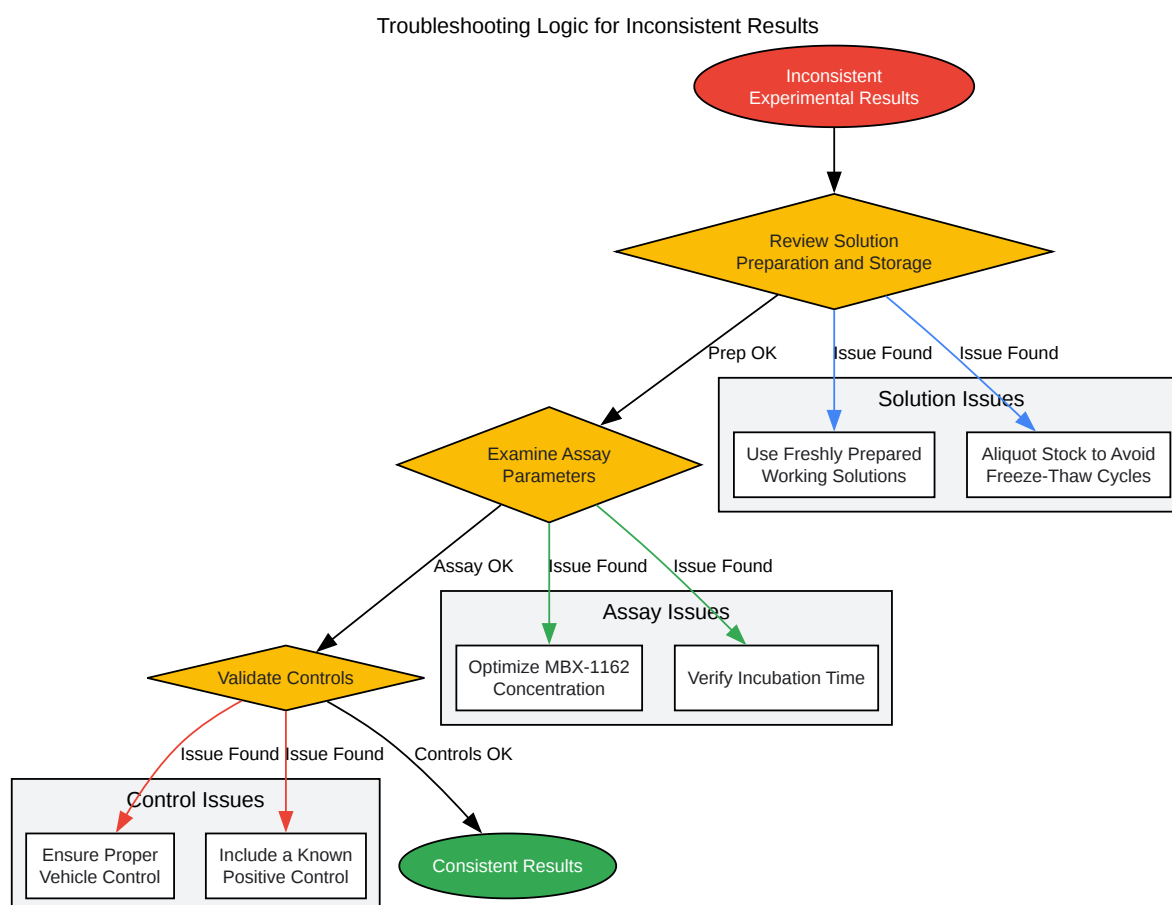 Troubleshooting Logic for Inconsistent Results
Inconsistent
Experimental Results
Review Solution
Preparation and Storage
Prep OK
Issue Found
Issue Found
Solution Issues
Use Freshly Prepared
Working Solutions
Aliquot Stock to Avoid
Freeze-Thaw Cycles
Examine Assay
Parameters
Assay OK
Issue Found
Issue Found
Assay Issues
Optimize MBX-1162
Concentration
Verify Incubation Time
Validate Controls
Issue Found
Issue Found
Controls OK
Control Issues
Ensure Proper
Vehicle Control
Include a Known
Positive Control
Consistent Results